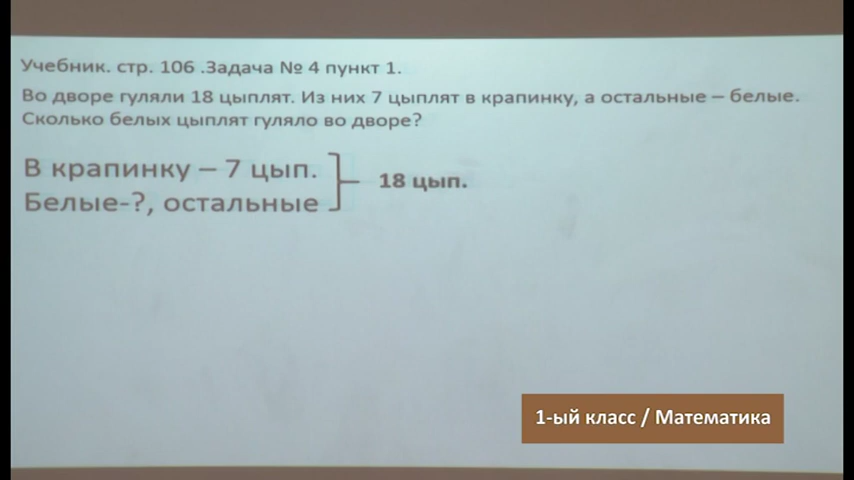 Учебник. стр. 106 .Задача № 4 пункт 1.
Во дворе гуляли 18 цыплят. Из них 7 цыплят в крапинку, а остальные – белые.
Сколько белых цыплят гуляло во дворе?
В крапинку – 7 цып.
18 цып.
Белые-?, остальные
1-ый класс / Математика